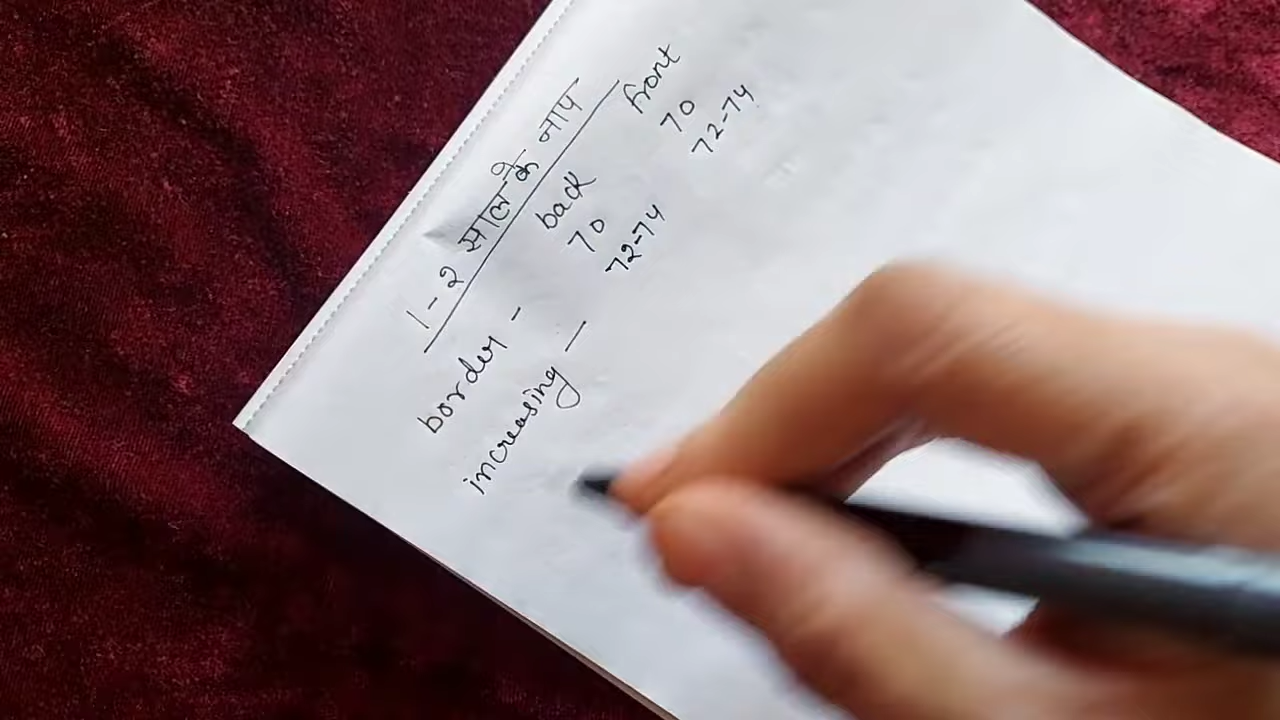 1-2 साल के नाप
back front
border - 70 70
increasing — 72-74 72-74